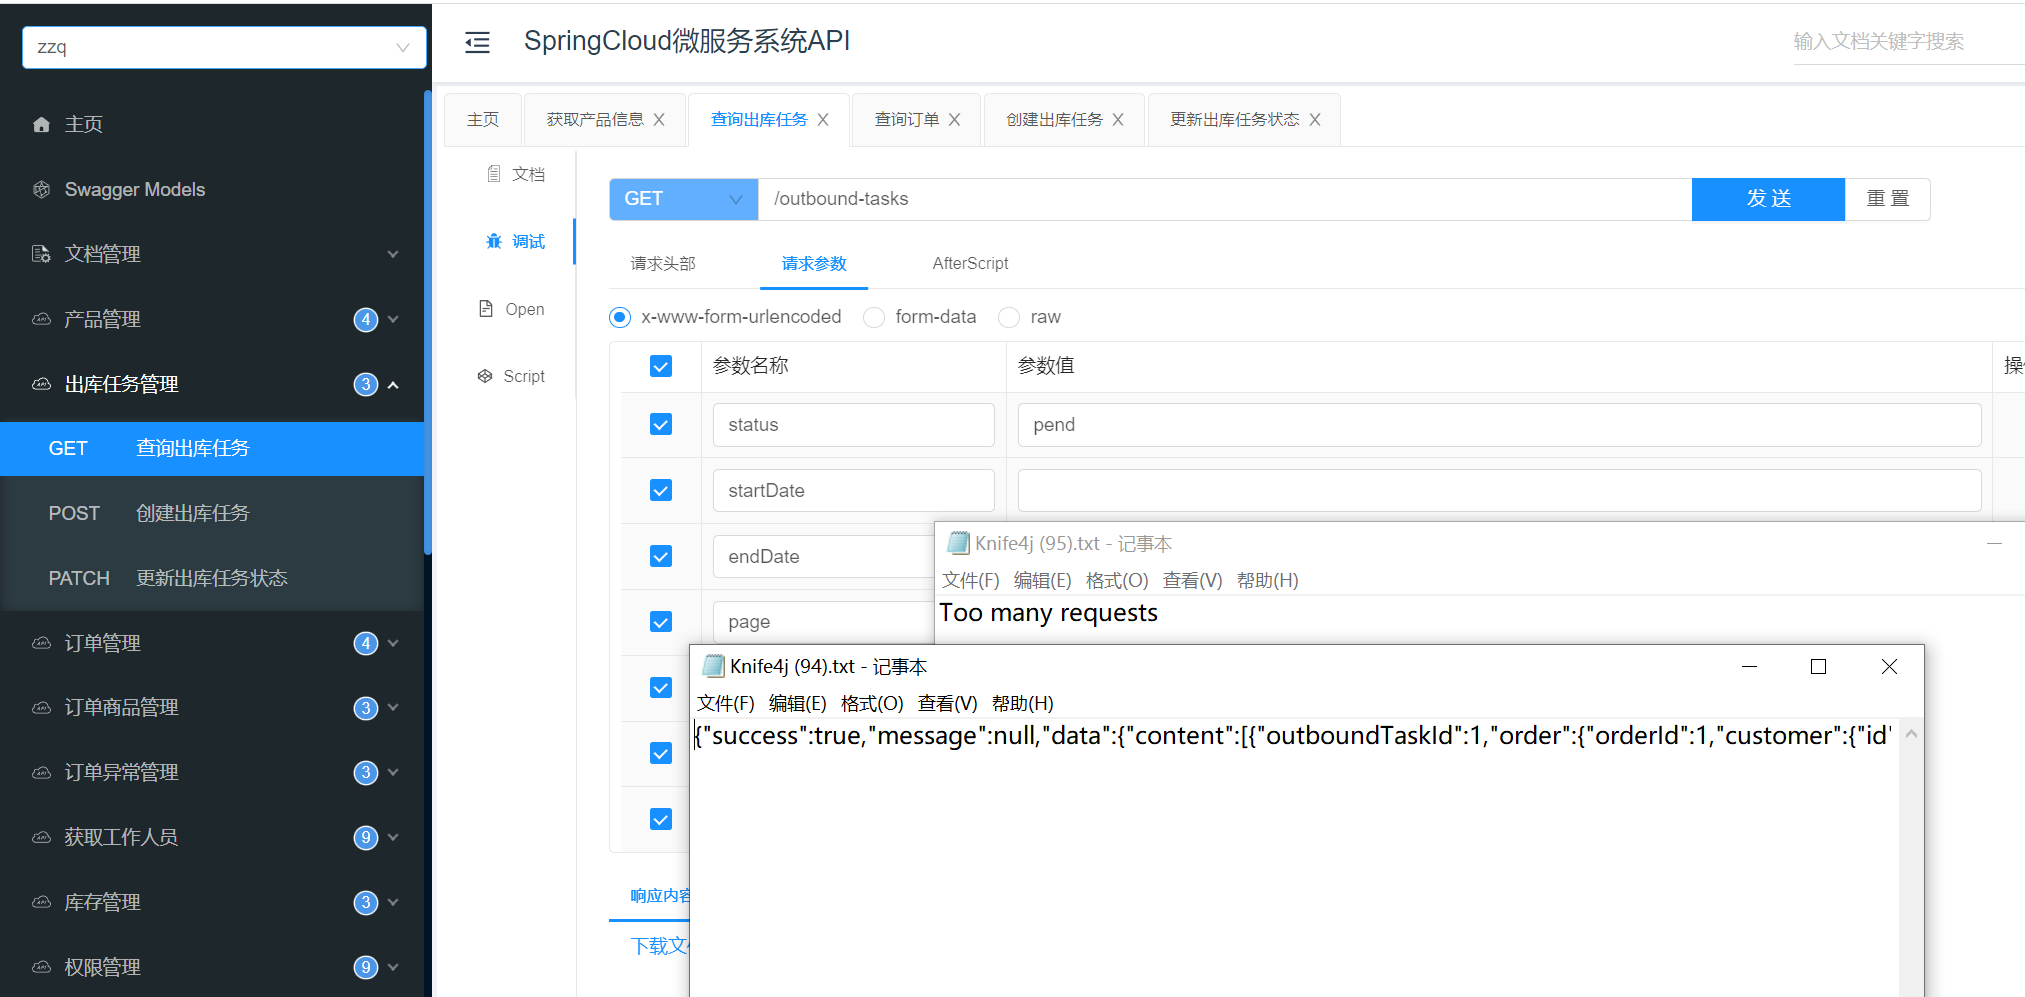 zzq
主页
Swagger Models
文档管理
产品管理 4
出库任务管理 3
GET 查询出库任务
POST 创建出库任务
PATCH 更新出库任务状态
订单管理 4
订单商品管理 3
订单异常管理 3
获取工作人员 9
库存管理 3
权限管理 9
SpringCloud微服务系统API
输入文档关键字搜索
主页 获取产品信息 查询出库任务 查询订单 创建出库任务 更新出库任务状态
文档
调试
Open
Script
GET /outbound-tasks 发 送 重 置
请求头部 请求参数 AfterScript
x-www-form-urlencoded form-data raw
参数名称 参数值
status pend
startDate
endDate
page
Knife4j (95).txt - 记事本
文件(F) 编辑(E) 格式(O) 查看(V) 帮助(H)
Too many requests
Knife4j (94).txt - 记事本
文件(F) 编辑(E) 格式(O) 查看(V) 帮助(H)
{"success":true,"message":null,"data":{"content":[{"outboundTaskId":1,"order":{"orderId":1,"customer":{"id"
响应内容
下载文